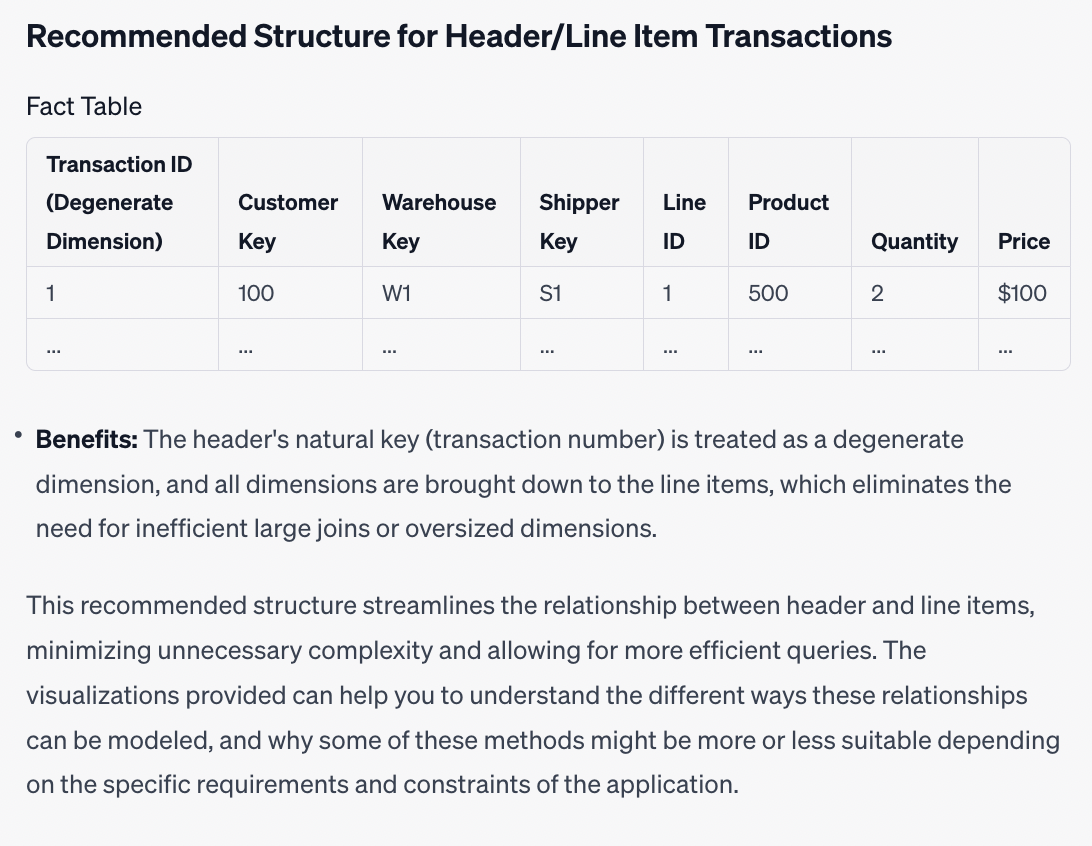 Recommended Structure for Header/Line Item Transactions
Fact Table
Transaction ID (Degenerate Dimension) Customer Key Warehouse Key Shipper Key Line ID Product ID Quantity Price
1 100 W1 S1 1 500 2 $100
... ... ... ... ... ... ... ...
• Benefits: The header's natural key (transaction number) is treated as a degenerate
dimension, and all dimensions are brought down to the line items, which eliminates the
need for inefficient large joins or oversized dimensions.
This recommended structure streamlines the relationship between header and line items,
minimizing unnecessary complexity and allowing for more efficient queries. The
visualizations provided can help you to understand the different ways these relationships
can be modeled, and why some of these methods might be more or less suitable depending
on the specific requirements and constraints of the application.